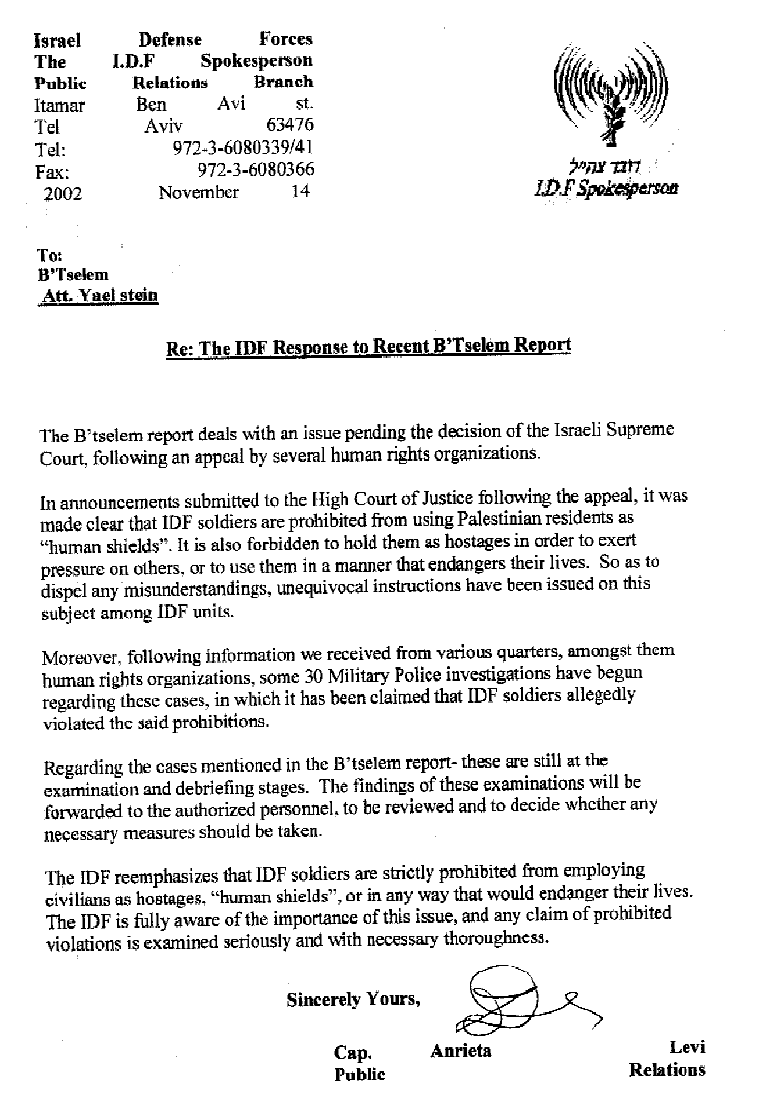 Israel Defense Forces
The I.D.F Spokesperson
Public Relations Branch
Itamar Ben Avi st.
Tel Aviv 63476
Tel: 972-3-6080339/41
Fax: 972-3-6080366
2002 November 14
דובר צה"ל
I.D.F Spokesperson
To:
B'Tselem
Att. Yael stein
Re: The IDF Response to Recent B'Tselem Report
The B'tselem report deals with an issue pending the decision of the Israeli Supreme
Court, following an appeal by several human rights organizations.
In announcements submitted to the High Court of Justice following the appeal, it was
made clear that IDF soldiers are prohibited from using Palestinian residents as
“human shields”. It is also forbidden to hold them as hostages in order to exert
pressure on others, or to use them in a manner that endangers their lives. So as to
dispel any misunderstandings, unequivocal instructions have been issued on this
subject among IDF units.
Moreover, following information we received from various quarters, amongst them
human rights organizations, some 30 Military Police investigations have begun
regarding these cases, in which it has been claimed that IDF soldiers allegedly
violated the said prohibitions.
Regarding the cases mentioned in the B'tselem report- these are still at the
examination and debriefing stages. The findings of these examinations will be
forwarded to the authorized personnel, to be reviewed and to decide whether any
necessary measures should be taken.
The IDF reemphasizes that IDF soldiers are strictly prohibited from employing
civilians as hostages, “human shields”, or in any way that would endanger their lives.
The IDF is fully aware of the importance of this issue, and any claim of prohibited
violations is examined seriously and with necessary thoroughness.
Sincerely Yours,
Cap. Anrieta Levi
Public Relations